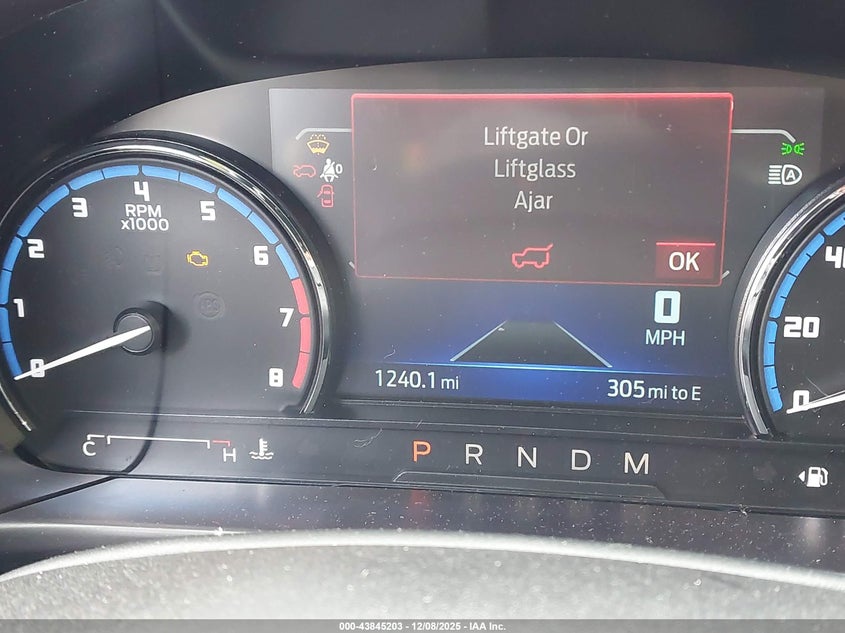 Liftgate Or
Liftglass
Ajar
OK
0
MPH
1240.1 mi
305 mi to E
0
1
2
3
4
5
6
7
8
RPM
x1000
0
20
40
C
H
P R N D M
A
000-43845203 | 12/08/2025 - IAA Inc.